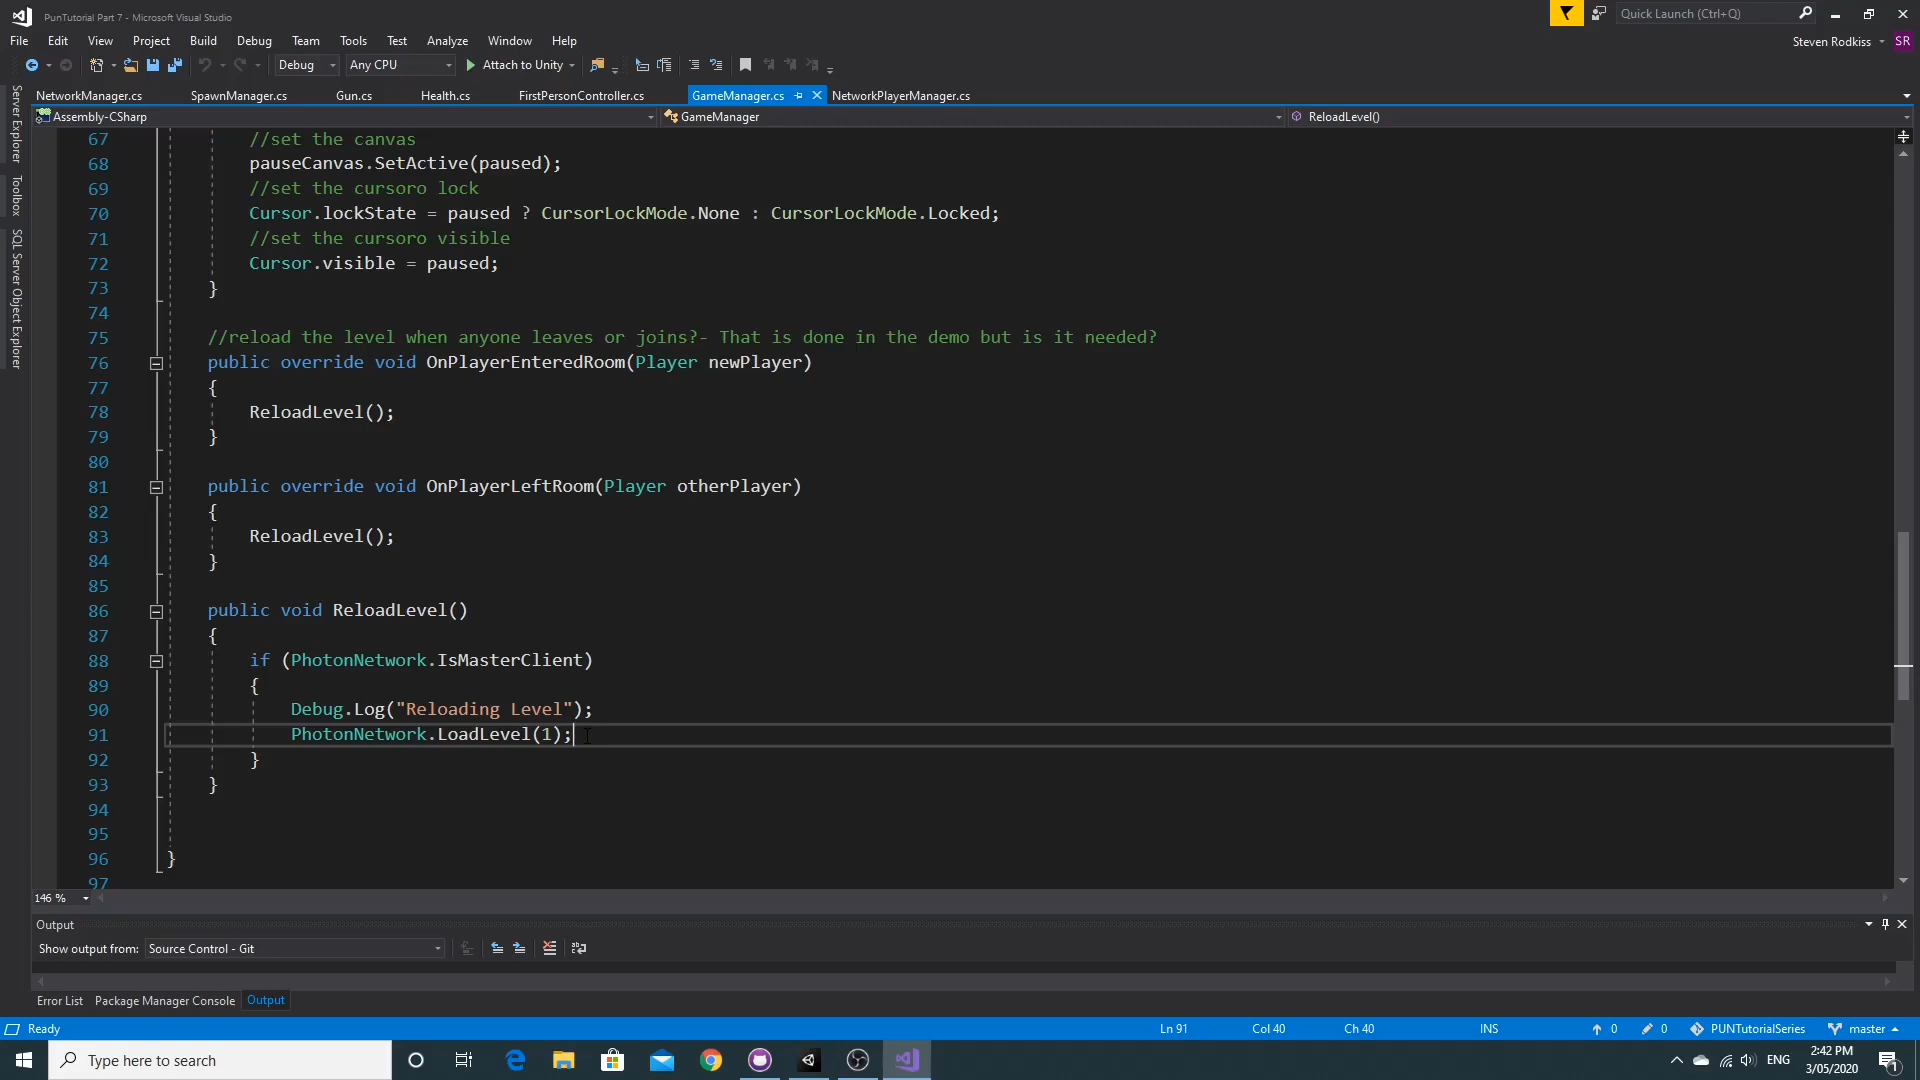 PunTutorial Part 7 - Microsoft Visual Studio
Quick Launch (Ctrl+Q)
File Edit View Project Build Debug Team Tools Test Analyze Window Help
Steven Rodkiss SR
Debug Any CPU Attach to Unity
NetworkManager.cs SpawnManager.cs Gun.cs Health.cs FirstPersonController.cs GameManager.cs NetworkPlayerManager.cs
Assembly-CSharp GameManager ReloadLevel()
Server Explorer
Toolbox
SQL Server Object Explorer
67 //set the canvas
68 pauseCanvas.SetActive(paused);
69 //set the cursoro lock
70 Cursor.lockState = paused ? CursorLockMode.None : CursorLockMode.Locked;
71 //set the cursoro visible
72 Cursor.visible = paused;
73 }
74
75 //reload the level when anyone leaves or joins?- That is done in the demo but is it needed?
76 public override void OnPlayerEnteredRoom(Player newPlayer)
77 {
78 ReloadLevel();
79 }
80
81 public override void OnPlayerLeftRoom(Player otherPlayer)
82 {
83 ReloadLevel();
84 }
85
86 public void ReloadLevel()
87 {
88 if (PhotonNetwork.IsMasterClient)
89 {
90 Debug.Log("Reloading Level");
91 PhotonNetwork.LoadLevel(1);
92 }
93 }
94
95
96 }
97
146 %
Output
Show output from: Source Control - Git
Error List Package Manager Console Output
Ready Ln 91 Col 40 Ch 40 INS 0 0 PUNTutorialSeries master
Type here to search
ENG
2:42 PM
3/05/2020
1